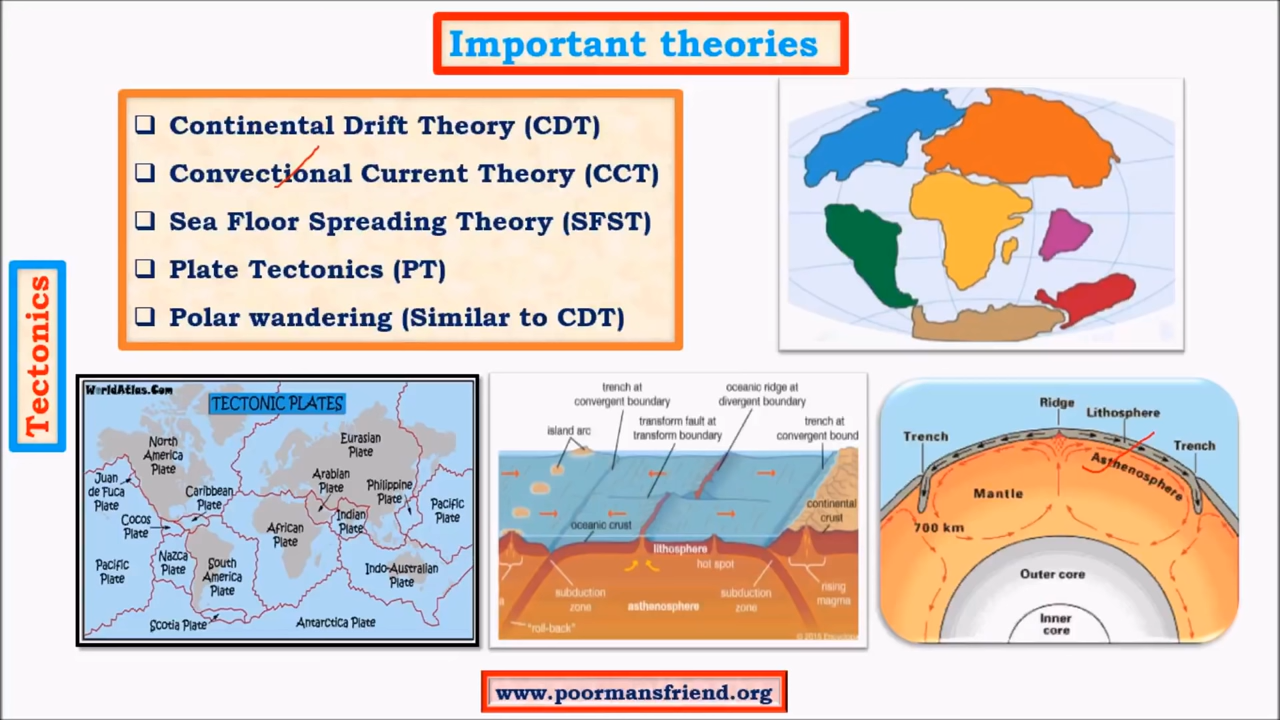 Important theories
❑ Continental Drift Theory (CDT)
❑ Convectional Current Theory (CCT)
❑ Sea Floor Spreading Theory (SFST)
❑ Plate Tectonics (PT)
❑ Polar wandering (Similar to CDT)
Tectonics
WorldAtlas.Com
TECTONIC PLATES
North
America
Plate
Eurasian
Plate
Juan
de Fuca
Plate
Caribbean
Plate
Arabian
Plate
Philippine
Plate
Cocos
Plate
African
Plate
Indian
Plate
Pacific
Plate
Pacific
Plate
Nazca
Plate
South
America
Plate
Indo-Australian
Plate
Scotia Plate
Antarctica Plate
trench at
convergent boundary
oceanic ridge at
divergent boundary
island arc
transform fault at
transform boundary
trench at
convergent bound
continental
crust
oceanic crust
lithosphere
hot spot
subduction
zone
asthenosphere
subduction
zone
rising
magma
"roll-back"
Ridge
Lithosphere
Trench
Trench
Asthenosphere
Mantle
700 km
Outer core
Inner
core
www.poormansfriend.org